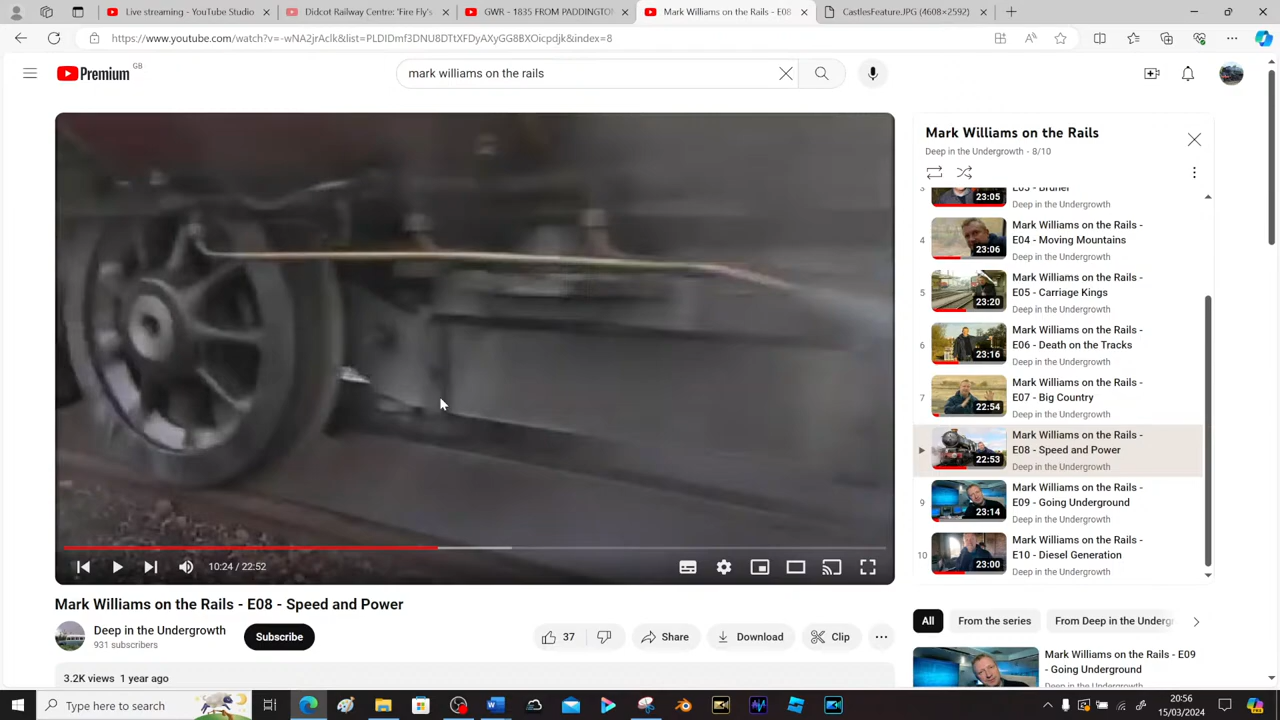 Live streaming - YouTube Studio
Didcot Railway Centre: 'Fire Fly's
GWR - 1835 FROM PADDINGTON
Mark Williams on the Rails - E08
CastlesFeature.JPG (608×2592)
https://www.youtube.com/watch?v=-wNA2jrAclk&list=PLDIDmf3DNU8DTtXFDyAXyGG8BXOicpdjk&index=8
Premium GB
mark williams on the rails
Mark Williams on the Rails
Deep in the Undergrowth - 8/10
3
23:05
Deep in the Undergrowth
4
23:06
Mark Williams on the Rails -
E04 - Moving Mountains
Deep in the Undergrowth
5
23:20
Mark Williams on the Rails -
E05 - Carriage Kings
Deep in the Undergrowth
6
23:16
Mark Williams on the Rails -
E06 - Death on the Tracks
Deep in the Undergrowth
7
22:54
Mark Williams on the Rails -
E07 - Big Country
Deep in the Undergrowth
22:53
Mark Williams on the Rails -
E08 - Speed and Power
Deep in the Undergrowth
9
23:14
Mark Williams on the Rails -
E09 - Going Underground
Deep in the Undergrowth
10
23:00
Mark Williams on the Rails -
E10 - Diesel Generation
Deep in the Undergrowth
10:24 / 22:52
Mark Williams on the Rails - E08 - Speed and Power
Deep in the Undergrowth
931 subscribers
Subscribe
37
Share
Download
Clip
3.2K views 1 year ago
All
From the series
From Deep in the Underg
Mark Williams on the Rails - E09
- Going Underground
Type here to search
20:56
15/03/2024